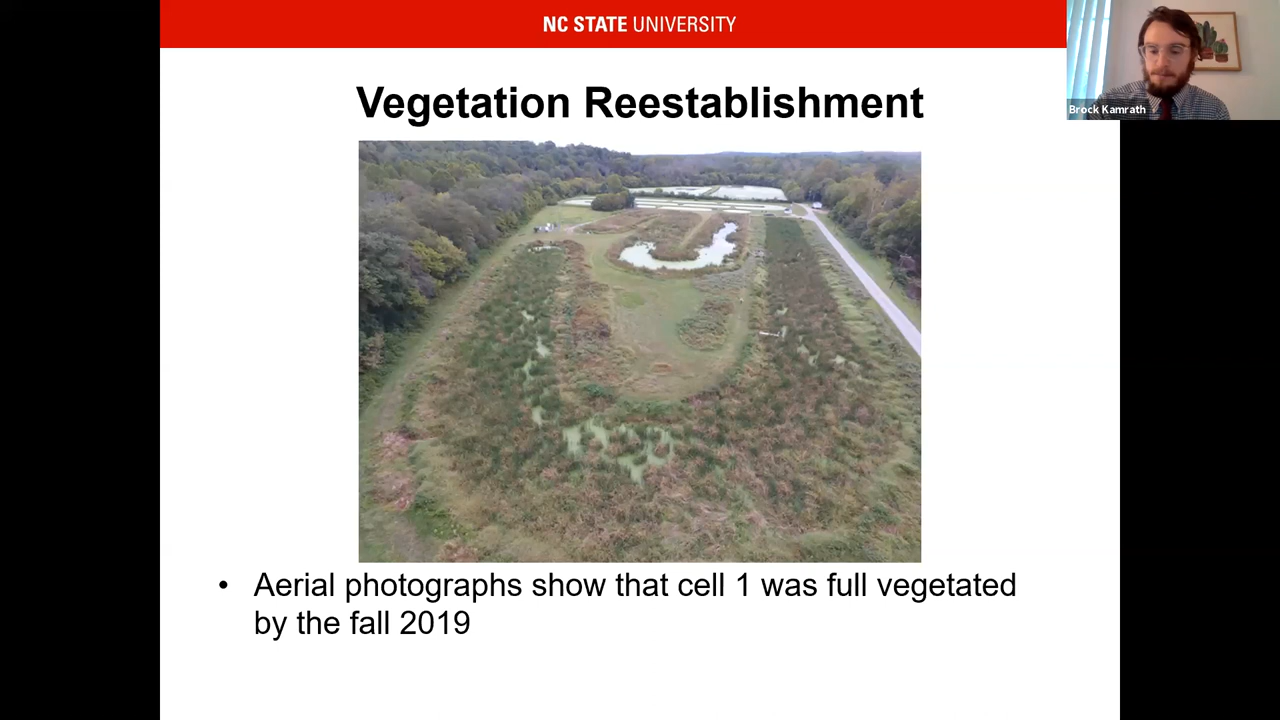 NC STATE UNIVERSITY
Brock Kamrath
Vegetation Reestablishment
• Aerial photographs show that cell 1 was full vegetated
by the fall 2019